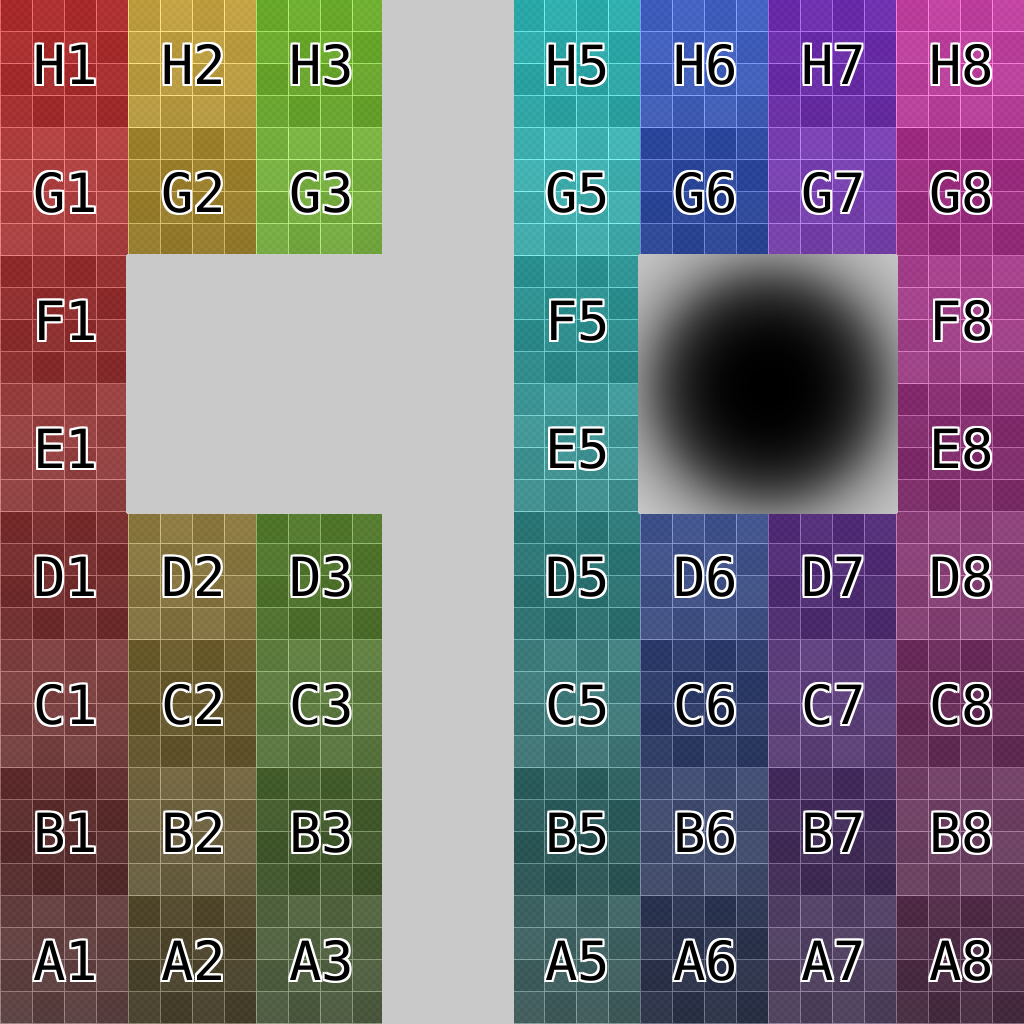 H1 H2 H3 H5 H6 H7 H8
G1 G2 G3 G5 G6 G7 G8
F1 F5 F8
E1 E5 E8
D1 D2 D3 D5 D6 D7 D8
C1 C2 C3 C5 C6 C7 C8
B1 B2 B3 B5 B6 B7 B8
A1 A2 A3 A5 A6 A7 A8